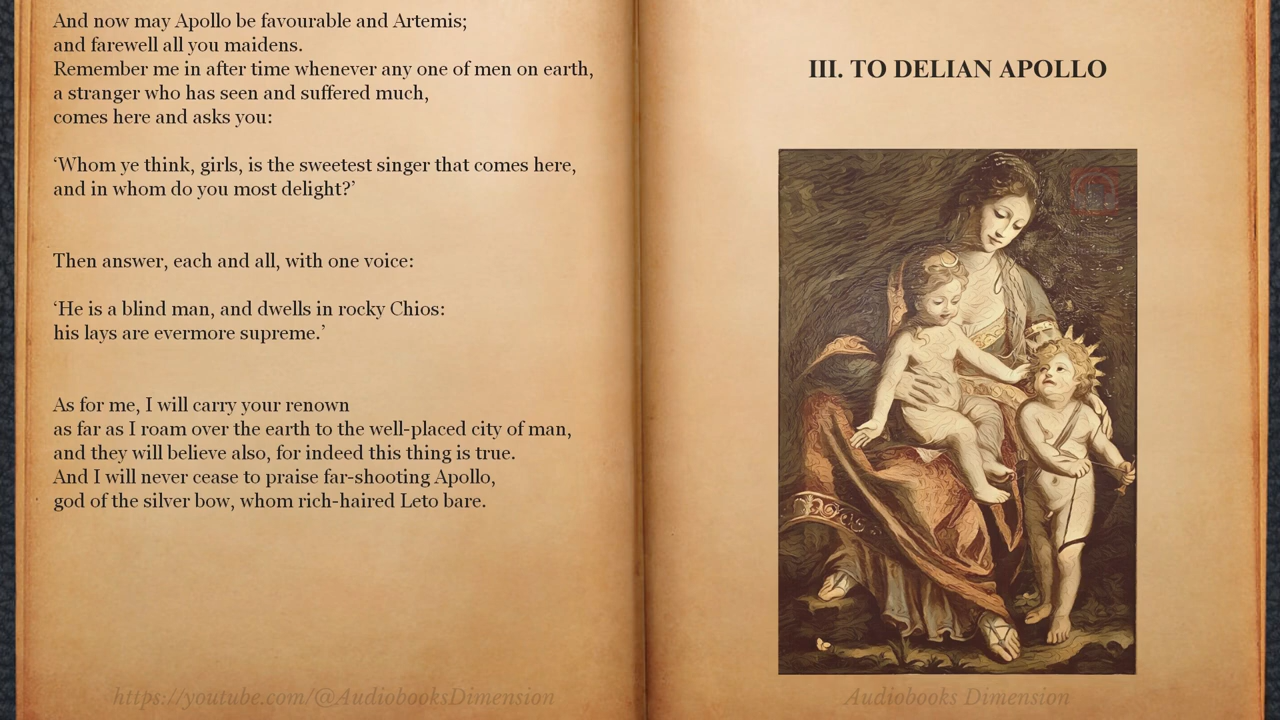 And now may Apollo be favourable and Artemis;
and farewell all you maidens.
Remember me in after time whenever any one of men on earth,
a stranger who has seen and suffered much,
comes here and asks you:
‘Whom ye think, girls, is the sweetest singer that comes here,
and in whom do you most delight?’
Then answer, each and all, with one voice:
‘He is a blind man, and dwells in rocky Chios:
his lays are evermore supreme.’
As for me, I will carry your renown
as far as I roam over the earth to the well-placed city of man,
and they will believe also, for indeed this thing is true.
And I will never cease to praise far-shooting Apollo,
god of the silver bow, whom rich-haired Leto bare.
https://youtube.com/@AudiobooksDimension
III. TO DELIAN APOLLO
Audiobooks Dimension